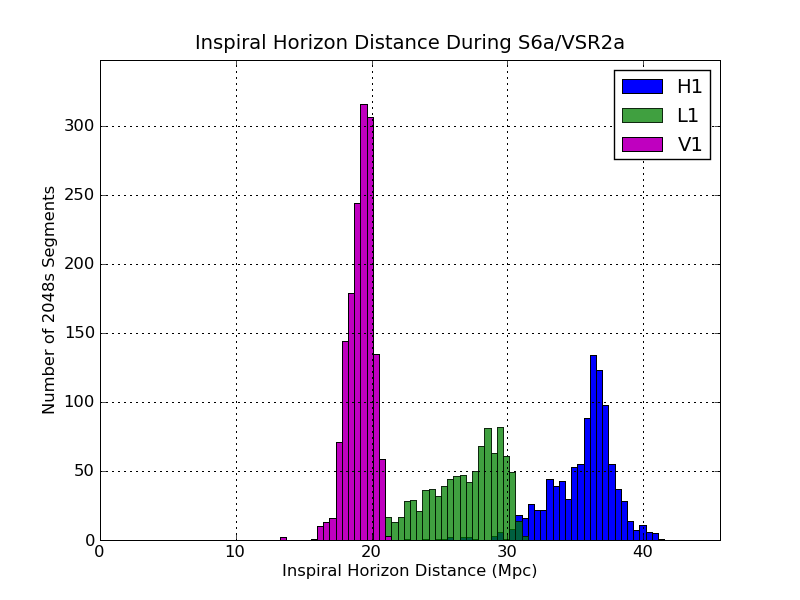 Inspiral Horizon Distance During S6a/VSR2a
H1
L1
V1
Number of 2048s Segments
300
250
200
150
100
50
0
0 10 20 30 40
Inspiral Horizon Distance (Mpc)